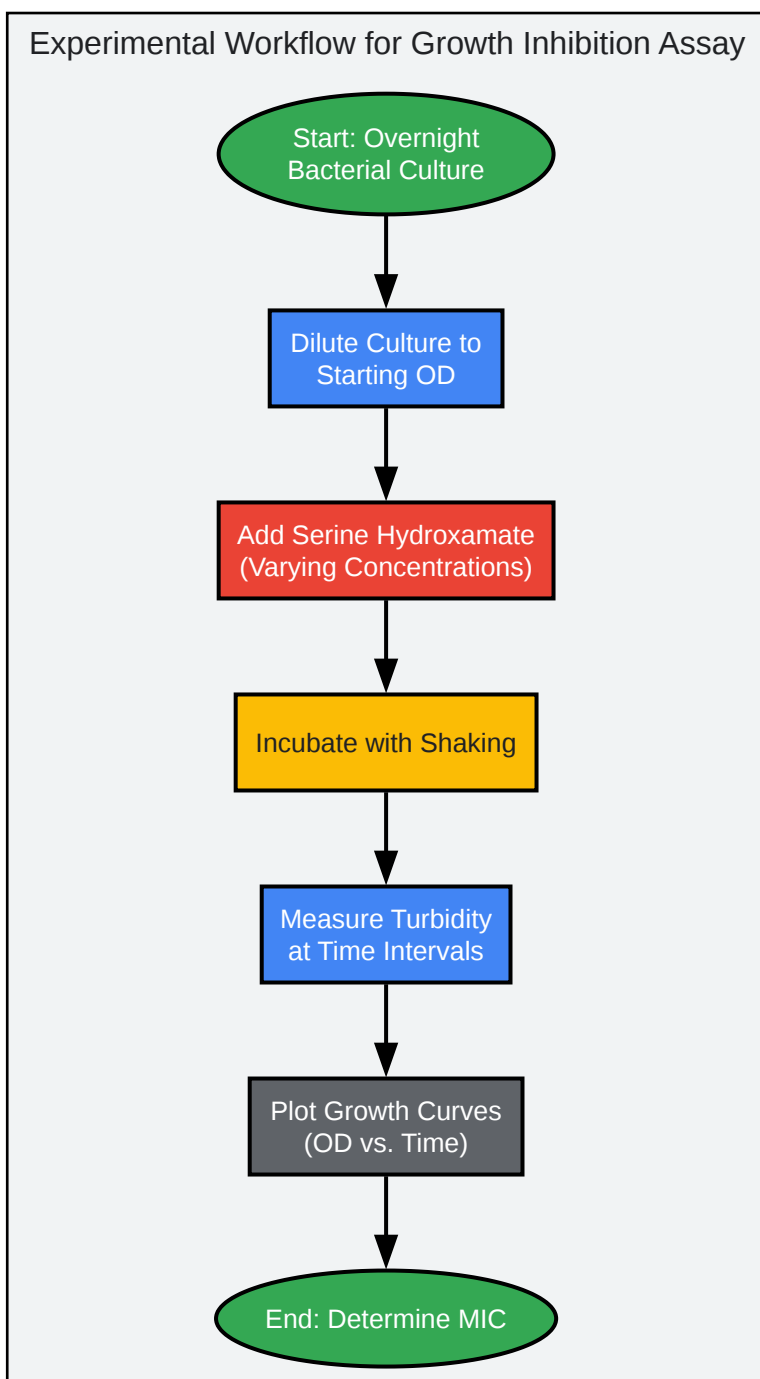 Experimental Workflow for Growth Inhibition Assay
Start: Overnight
Bacterial Culture
Dilute Culture to
Starting OD
Add Serine Hydroxamate
(Varying Concentrations)
Incubate with Shaking
Measure Turbidity
at Time Intervals
Plot Growth Curves
(OD vs. Time)
End: Determine MIC